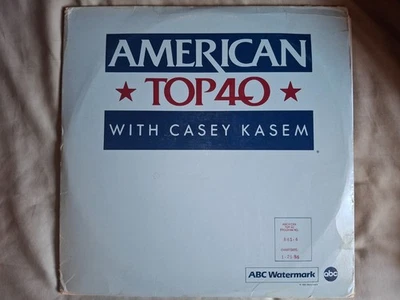 AMERICAN
★ TOP 40 ★
WITH CASEY KASEM
ABC Watermark
abc